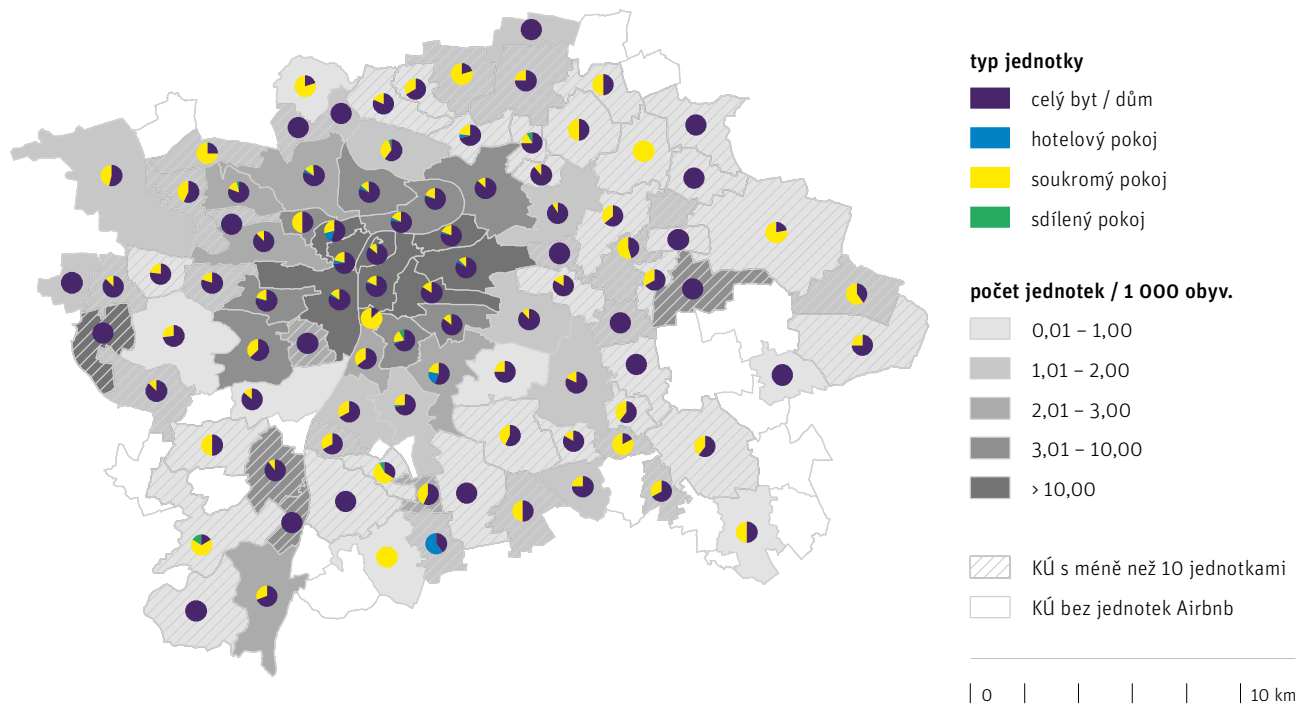 typ jednotky
celý byt / dům
hotelový pokoj
soukromý pokoj
sdílený pokoj
počet jednotek / 1 000 obyv.
0,01 – 1,00
1,01 – 2,00
2,01 – 3,00
3,01 – 10,00
> 10,00
KÚ s méně než 10 jednotkami
KÚ bez jednotek Airbnb
0 10 km